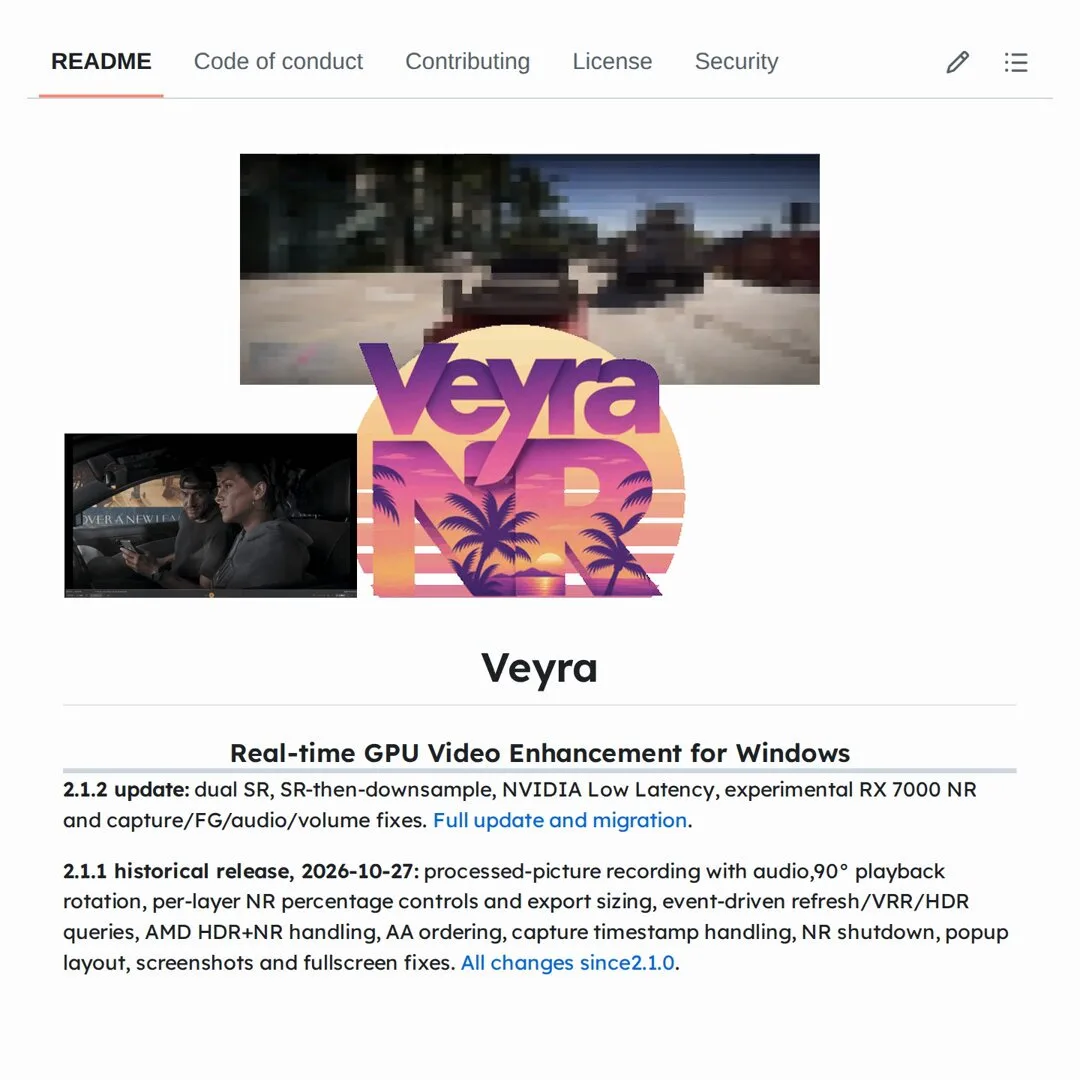 README Code of conduct Contributing License Security
Veyra
NR
OVER A NEW LEA
Veyra
Real-time GPU Video Enhancement for Windows
2.1.2 update: dual SR, SR-then-downsample, NVIDIA Low Latency, experimental RX 7000 NR
and capture/FG/audio/volume fixes. Full update and migration.
2.1.1 historical release, 2026-10-27: processed-picture recording with audio,90° playback
rotation, per-layer NR percentage controls and export sizing, event-driven refresh/VRR/HDR
queries, AMD HDR+NR handling, AA ordering, capture timestamp handling, NR shutdown, popup
layout, screenshots and fullscreen fixes. All changes since2.1.0.